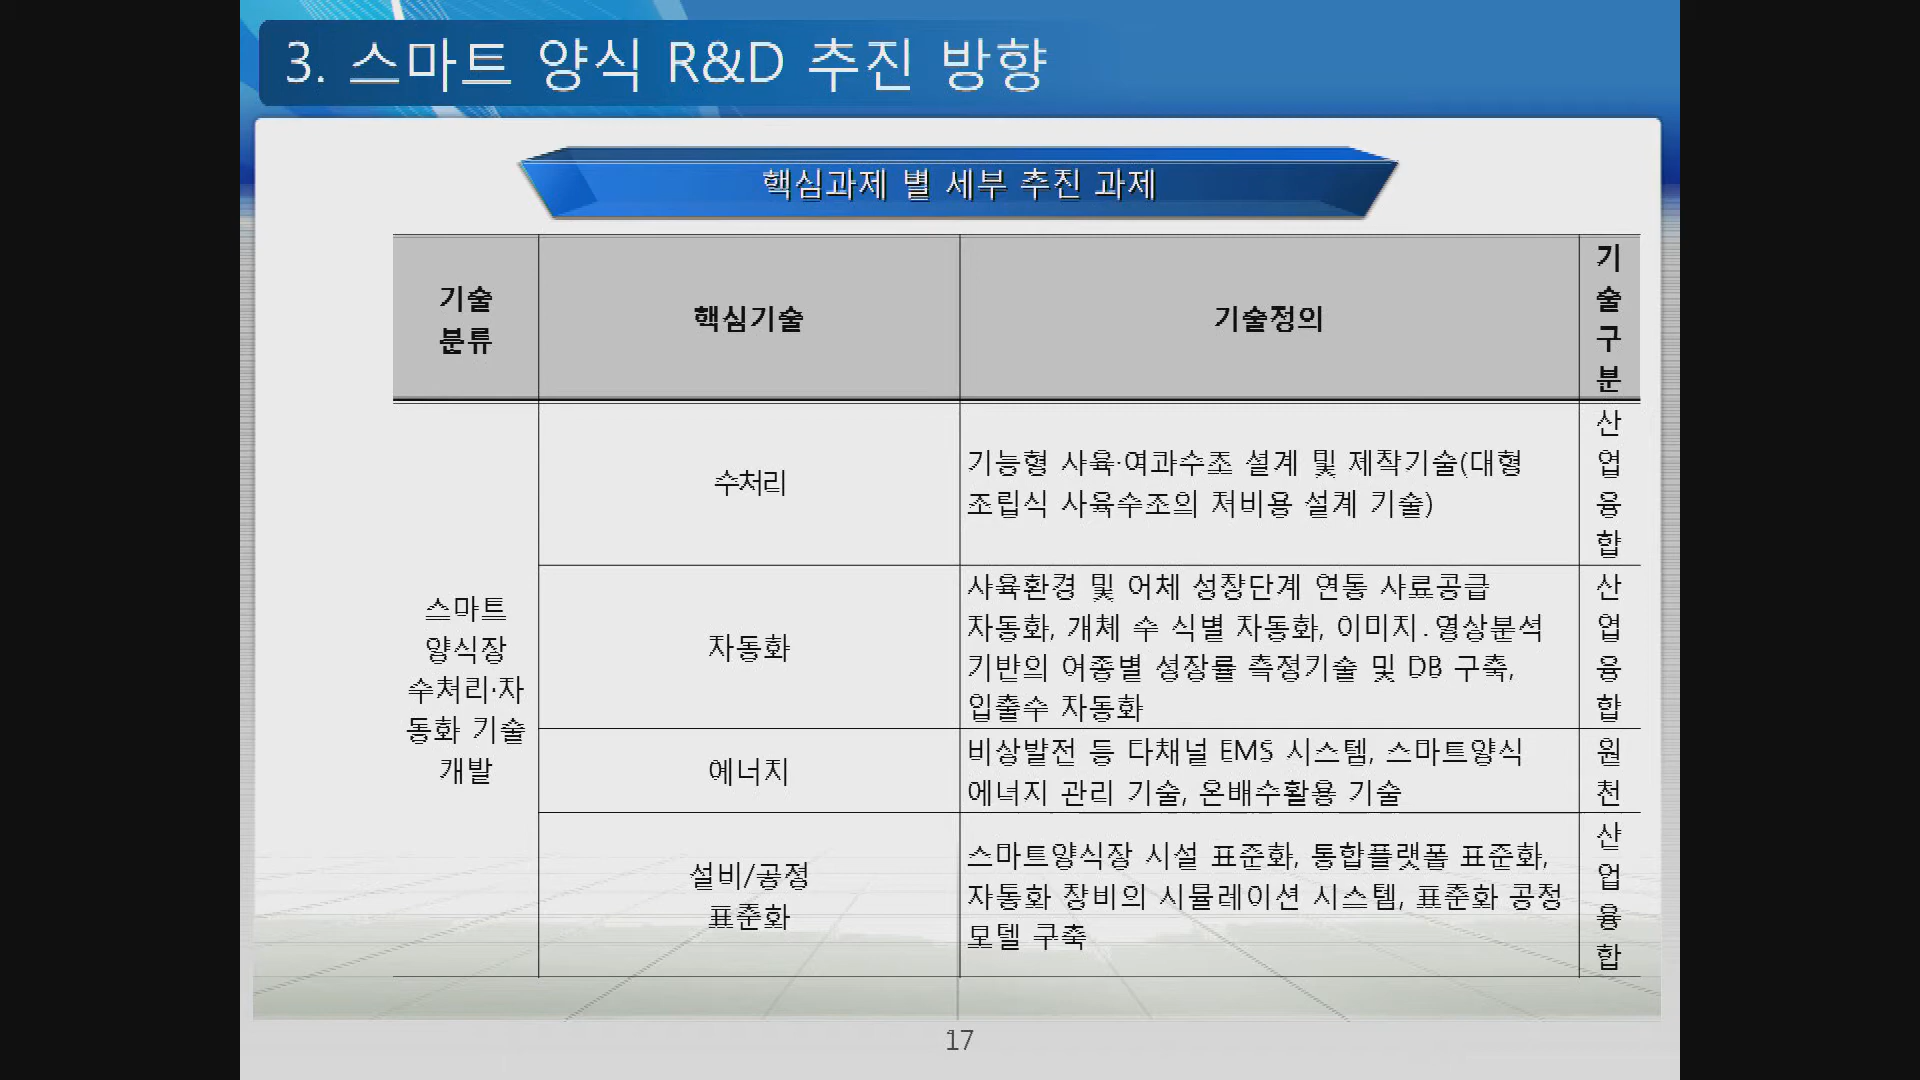 3. 스마트 양식 R&D 추진 방향
핵심과제 별 세부 추진 과제
기술
분류
핵심기술
기술정의
기
술
구
분
스마트
양식장
수처리·자
동화 기술
개발
수처리
기능형 사육·여과수조 설계 및 제작기술(대형
조립식 사육수조의 저비용 설계 기술)
산
업
융
합
자동화
사육환경 및 어체 성장단계 연동 사료공급
자동화, 개체 수 식별 자동화, 이미지.영상분석
기반의 어종별 성장률 측정기술 및 DB 구축,
입출수 자동화
산
업
융
합
에너지
비상발전 등 다채널 EMS 시스템, 스마트양식
에너지 관리 기술, 온배수활용 기술
원
천
설비/공정
표준화
스마트양식장 시설 표준화, 통합플랫폼 표준화,
자동화 장비의 시뮬레이션 시스템, 표준화 공정
모델 구축
산
업
융
합
17